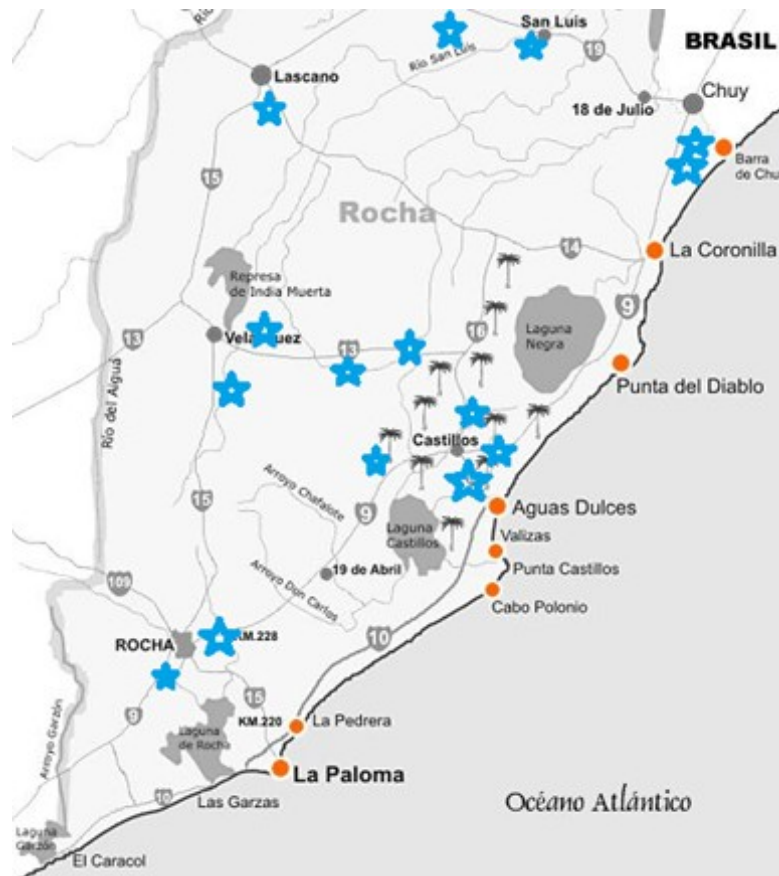 Río
San Luis
BRASIL
Río San Luis
19
Lascano
Chuy
18 de Julio
Barra
de Chu
15
Rocha
14
La Coronilla
Represa
de India Muerta
9
16
Laguna
Negra
13
13
Punta del Diablo
Río del Aiguá
Castillos
Arroyo Chafalote
15
9
Aguas Dulces
Laguna
Castillos
Valizas
19 de Abril
Punta Castillos
109
Arroyo Don Carlos
Cabo Polonio
ROCHA
KM.228
10
15
KM.220
La Pedrera
9
Laguna
de Rocha
Arroyo Garzón
La Paloma
10
Las Garzas
Océano Atlántico
Laguna
Garzón
El Caracol